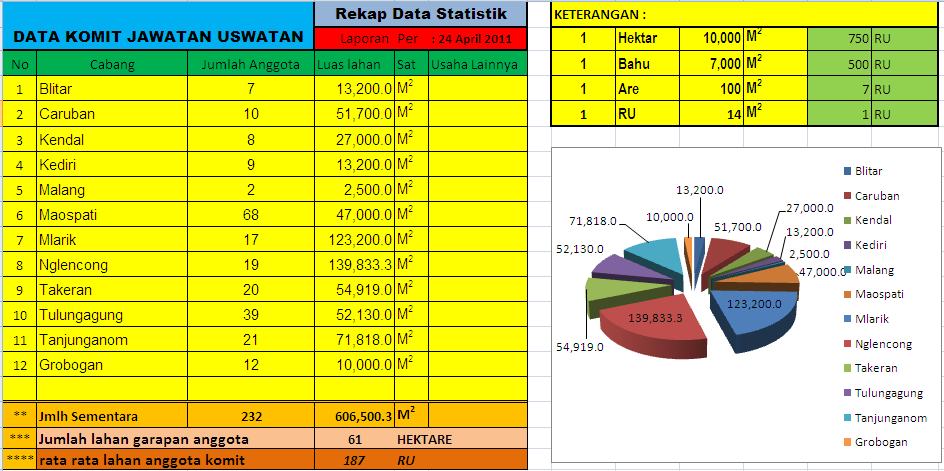 DATA KOMIT JAWATAN USWATAN
Rekap Data Statistik
Laporan Per : 24 April 2011
No Cabang Jumlah Anggota Luas lahan Sat Usaha Lainnya
1 Blitar 7 13,200.0 M²
2 Caruban 10 51,700.0 M²
3 Kendal 8 27,000.0 M²
4 Kediri 9 13,200.0 M²
5 Malang 2 2,500.0 M²
6 Maospati 68 47,000.0 M²
7 Mlarik 17 123,200.0 M²
8 Nglencong 19 139,833.3 M²
9 Takeran 20 54,919.0 M²
10 Tulungagung 39 52,130.0 M²
11 Tanjunganom 21 71,818.0 M²
12 Grobogan 12 10,000.0 M²
** Jmlh Sementara 232 606,500.3 M²
*** Jumlah lahan garapan anggota 61 HEKTARE
**** rata rata lahan anggota komit 187 RU
KETERANGAN :
1 Hektar 10,000 M² 750 RU
1 Bahu 7,000 M² 500 RU
1 Are 100 M² 7 RU
1 RU 14 M² 1 RU
13,200.0
51,700.0
27,000.0
13,200.0
2,500.0
47,000.0
123,200.0
139,833.3
54,919.0
52,130.0
71,818.0
10,000.0
Blitar
Caruban
Kendal
Kediri
Malang
Maospati
Mlarik
Nglencong
Takeran
Tulungagung
Tanjunganom
Grobogan